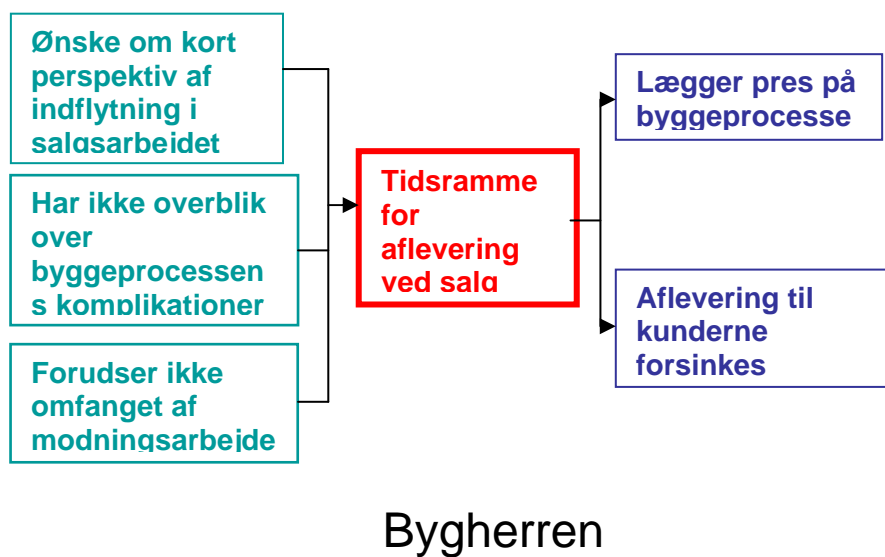 Ønske om kort
perspektiv af
indflytning i
salgsarbejdet
Har ikke overblik
over
byggeprocessen
s komplikationer
Forudser ikke
omfanget af
modningsarbejde
Tidsramme
for
aflevering
ved salg
Lægger pres på
byggeprocesse
Aflevering til
kunderne
forsinkes
Bygherren